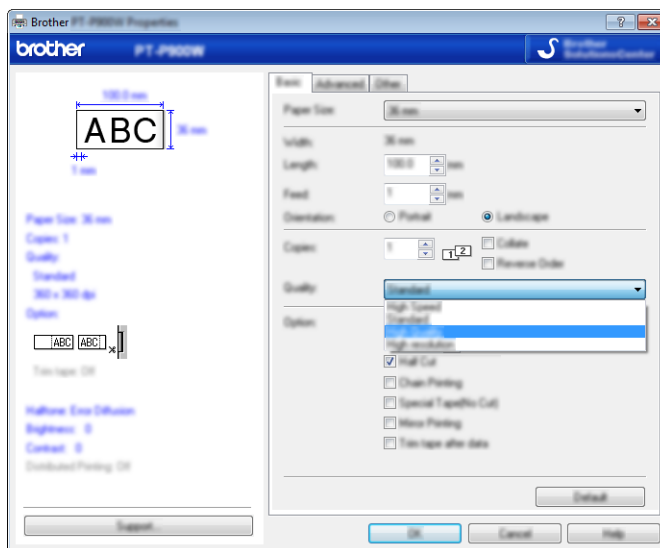 Brother PT-P900W Properties
brother PT-P900W
Brother
SolutionsCenter
100.0 mm
ABC
36 mm
1 mm
Paper Size: 36 mm
Copies: 1
Quality:
Standard
360 x 360 dpi
Option:
ABC ABC
Trim tape: Off
Halftone: Error Diffusion
Brightness: 0
Contrast: 0
Distributed Printing: Off
Support...
Basic Advanced Other
Paper Size: 36 mm
Width: 36 mm
Length: 100.0 mm
Feed: 1 mm
Orientation: Portrait Landscape
Copies: 1 1 2 Collate
Reverse Order
Quality: Standard
High Speed
Standard
High Quality
High resolution
Option:
Half Cut
Chain Printing
Special Tape(No Cut)
Mirror Printing
Trim tape after data
Default
OK Cancel Help